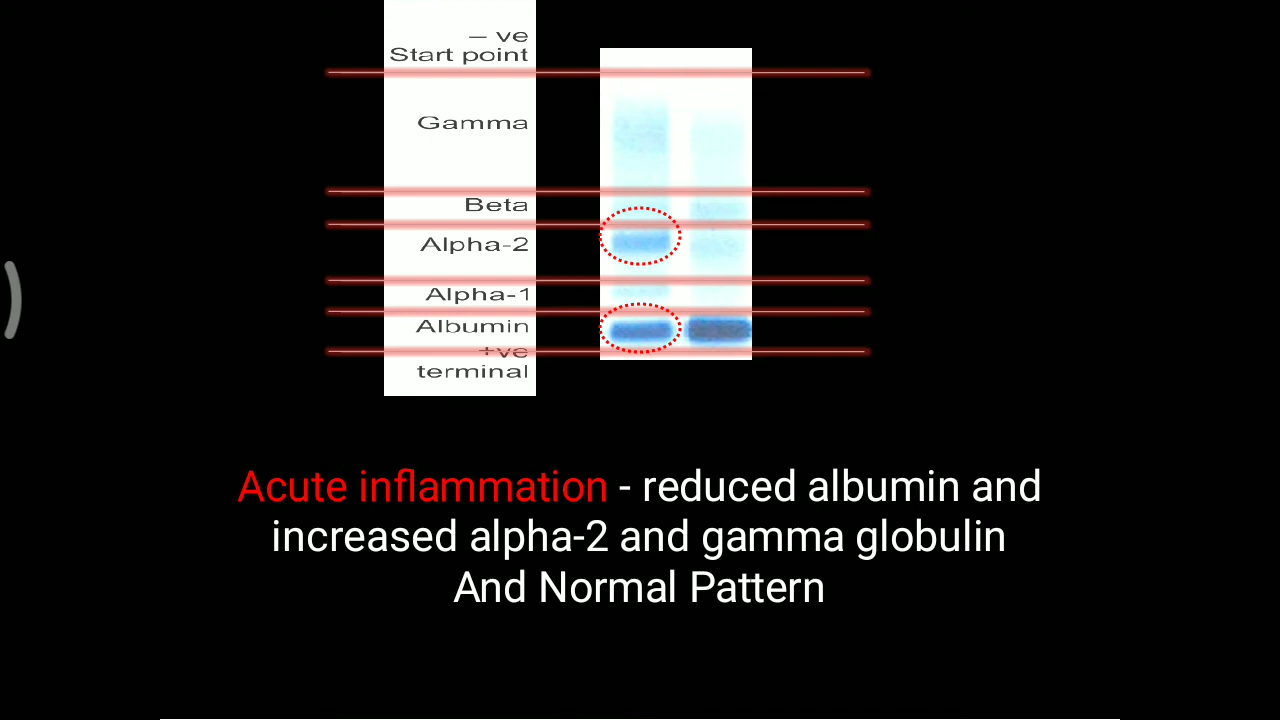 – ve
Start point
Gamma
Beta
Alpha-2
Alpha-1
Albumin
+ve
terminal
Acute inflammation - reduced albumin and
increased alpha-2 and gamma globulin
And Normal Pattern